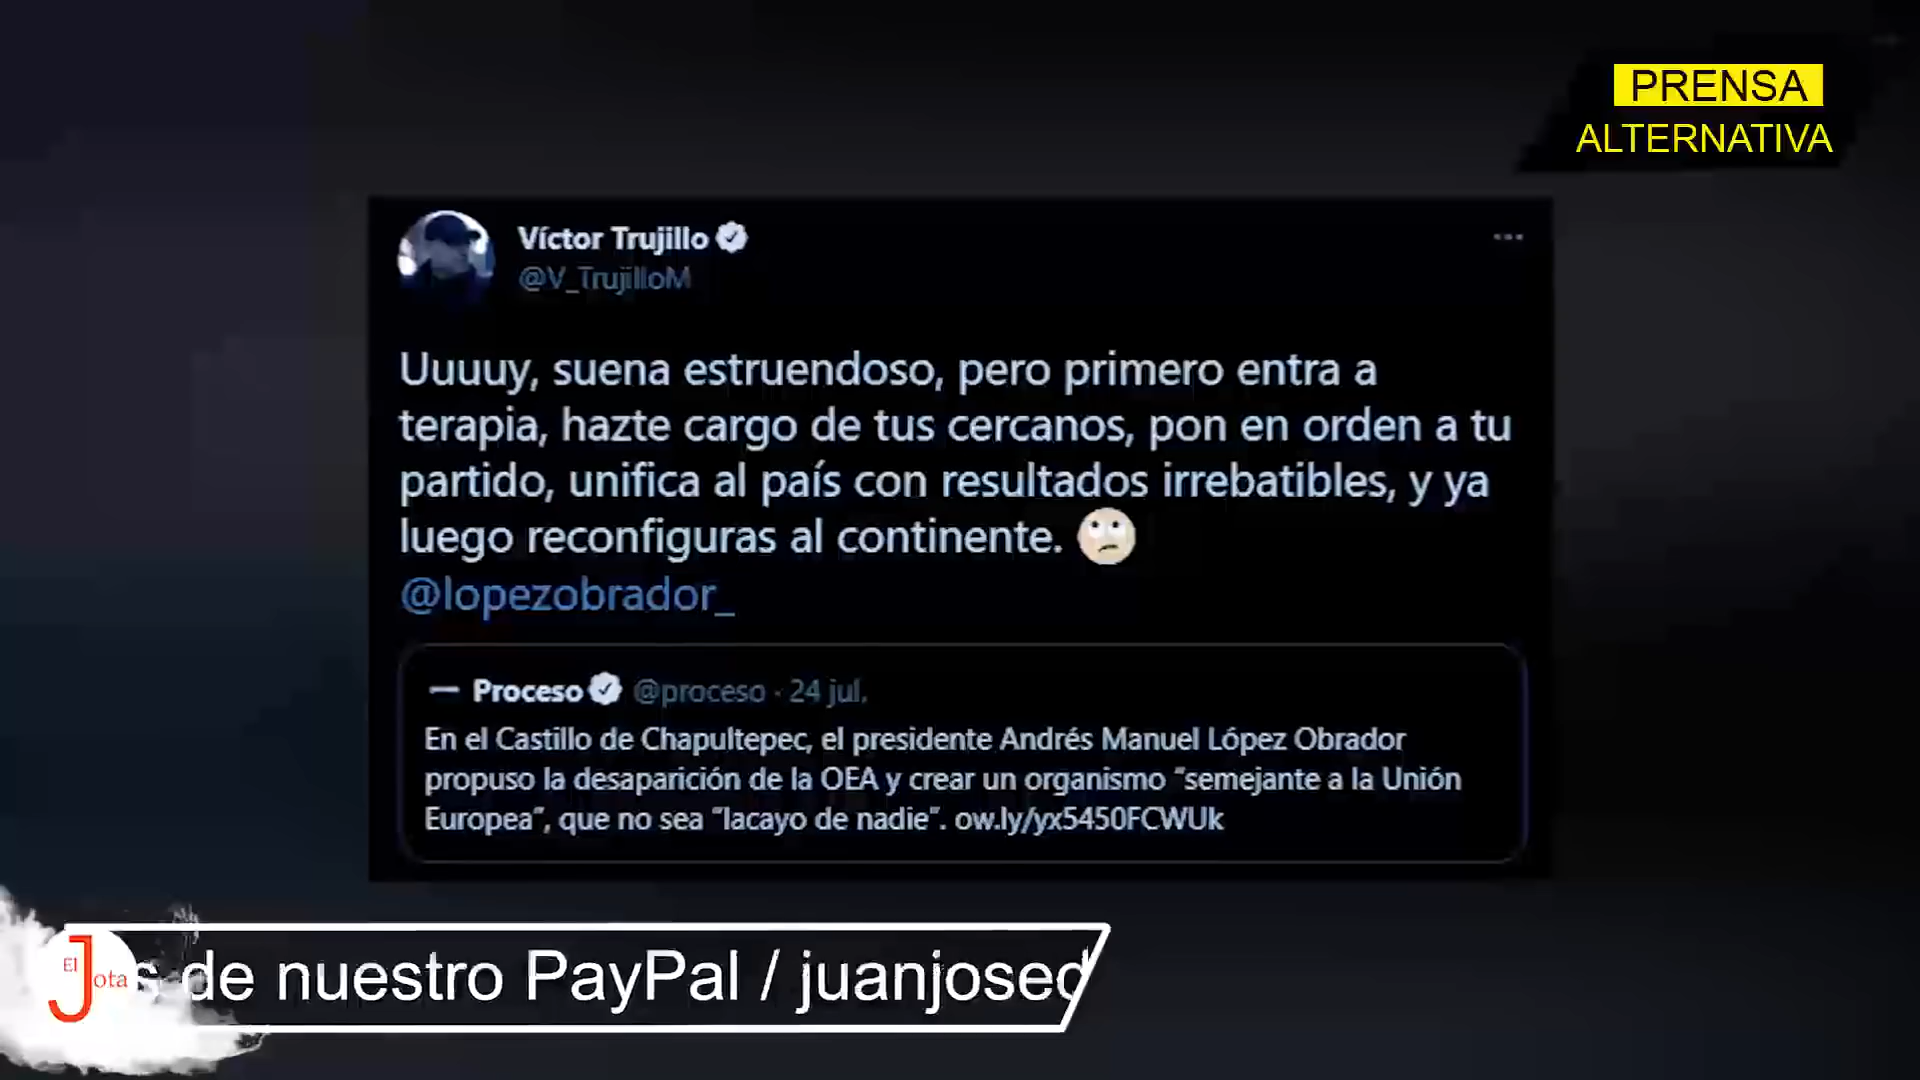 PRENSA
ALTERNATIVA
Víctor Trujillo
@V_TrujilloM
Uuuuy, suena estruendoso, pero primero entra a
terapia, hazte cargo de tus cercanos, pon en orden a tu
partido, unifica al país con resultados irrebatibles, y ya
luego reconfiguras al continente. 🙄
@lopezobrador_
Proceso @proceso · 24 jul.
En el Castillo de Chapultepec, el presidente Andrés Manuel López Obrador
propuso la desaparición de la OEA y crear un organismo "semejante a la Unión
Europea", que no sea "lacayo de nadie". ow.ly/yx5450FCWUk
El Jota
de nuestro PayPal / juanjose